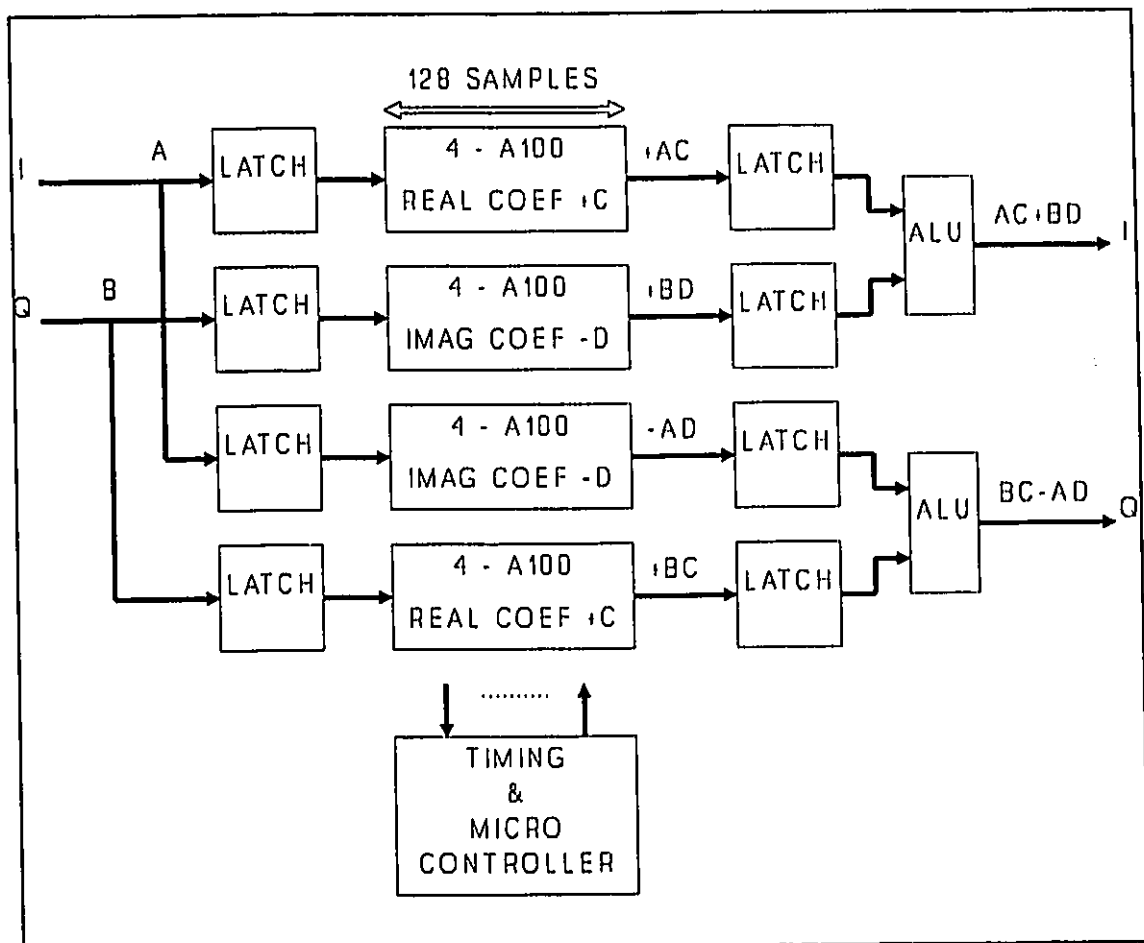 128 SAMPLES
I
A
LATCH
4 - A100
REAL COEF +C
+AC
LATCH
ALU
AC+BD
I
Q
B
LATCH
4 - A100
IMAG COEF -D
+BD
LATCH
LATCH
4 - A100
IMAG COEF -D
-AD
LATCH
ALU
BC-AD
Q
LATCH
4 - A100
REAL COEF +C
+BC
LATCH
..........
TIMING
&
MICRO
CONTROLLER